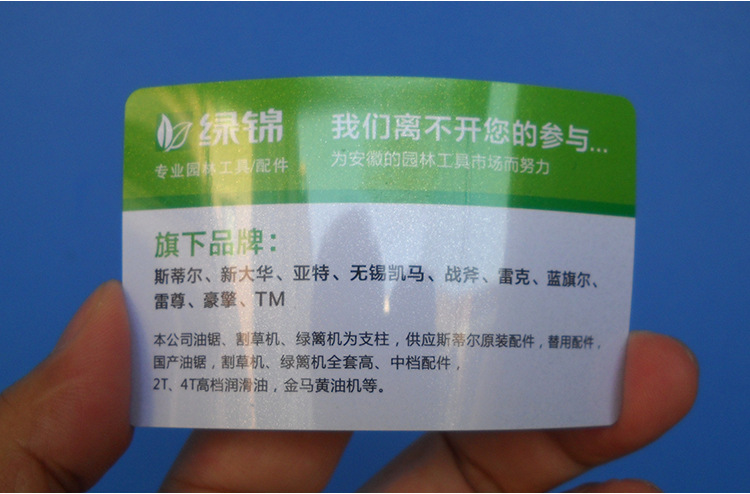 绿锦
专业园林工具/配件
我们离不开您的参与...
为安徽的园林工具市场而努力
旗下品牌：
斯蒂尔、新大华、亚特、无锡凯马、战斧、雷克、蓝旗尔、
雷尊、豪擎、TM
本公司油锯、割草机、绿篱机为支柱，供应斯蒂尔原装配件，替用配件，
国产油锯，割草机、绿篱机全套高、中档配件，
2T、4T高档润滑油，金马黄油机等。